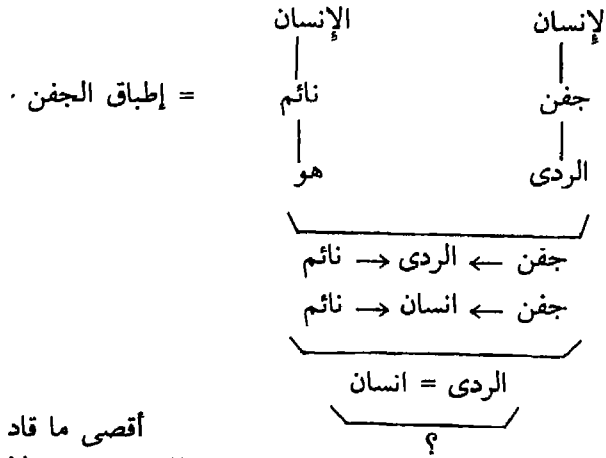 لإنسان الإنسان
جفن نائم = إطباق الجفن .
الردى هو
جفن ← الردى → نائم
جفن ← انسان → نائم
الردى = انسان
؟
أقصى ما قاد